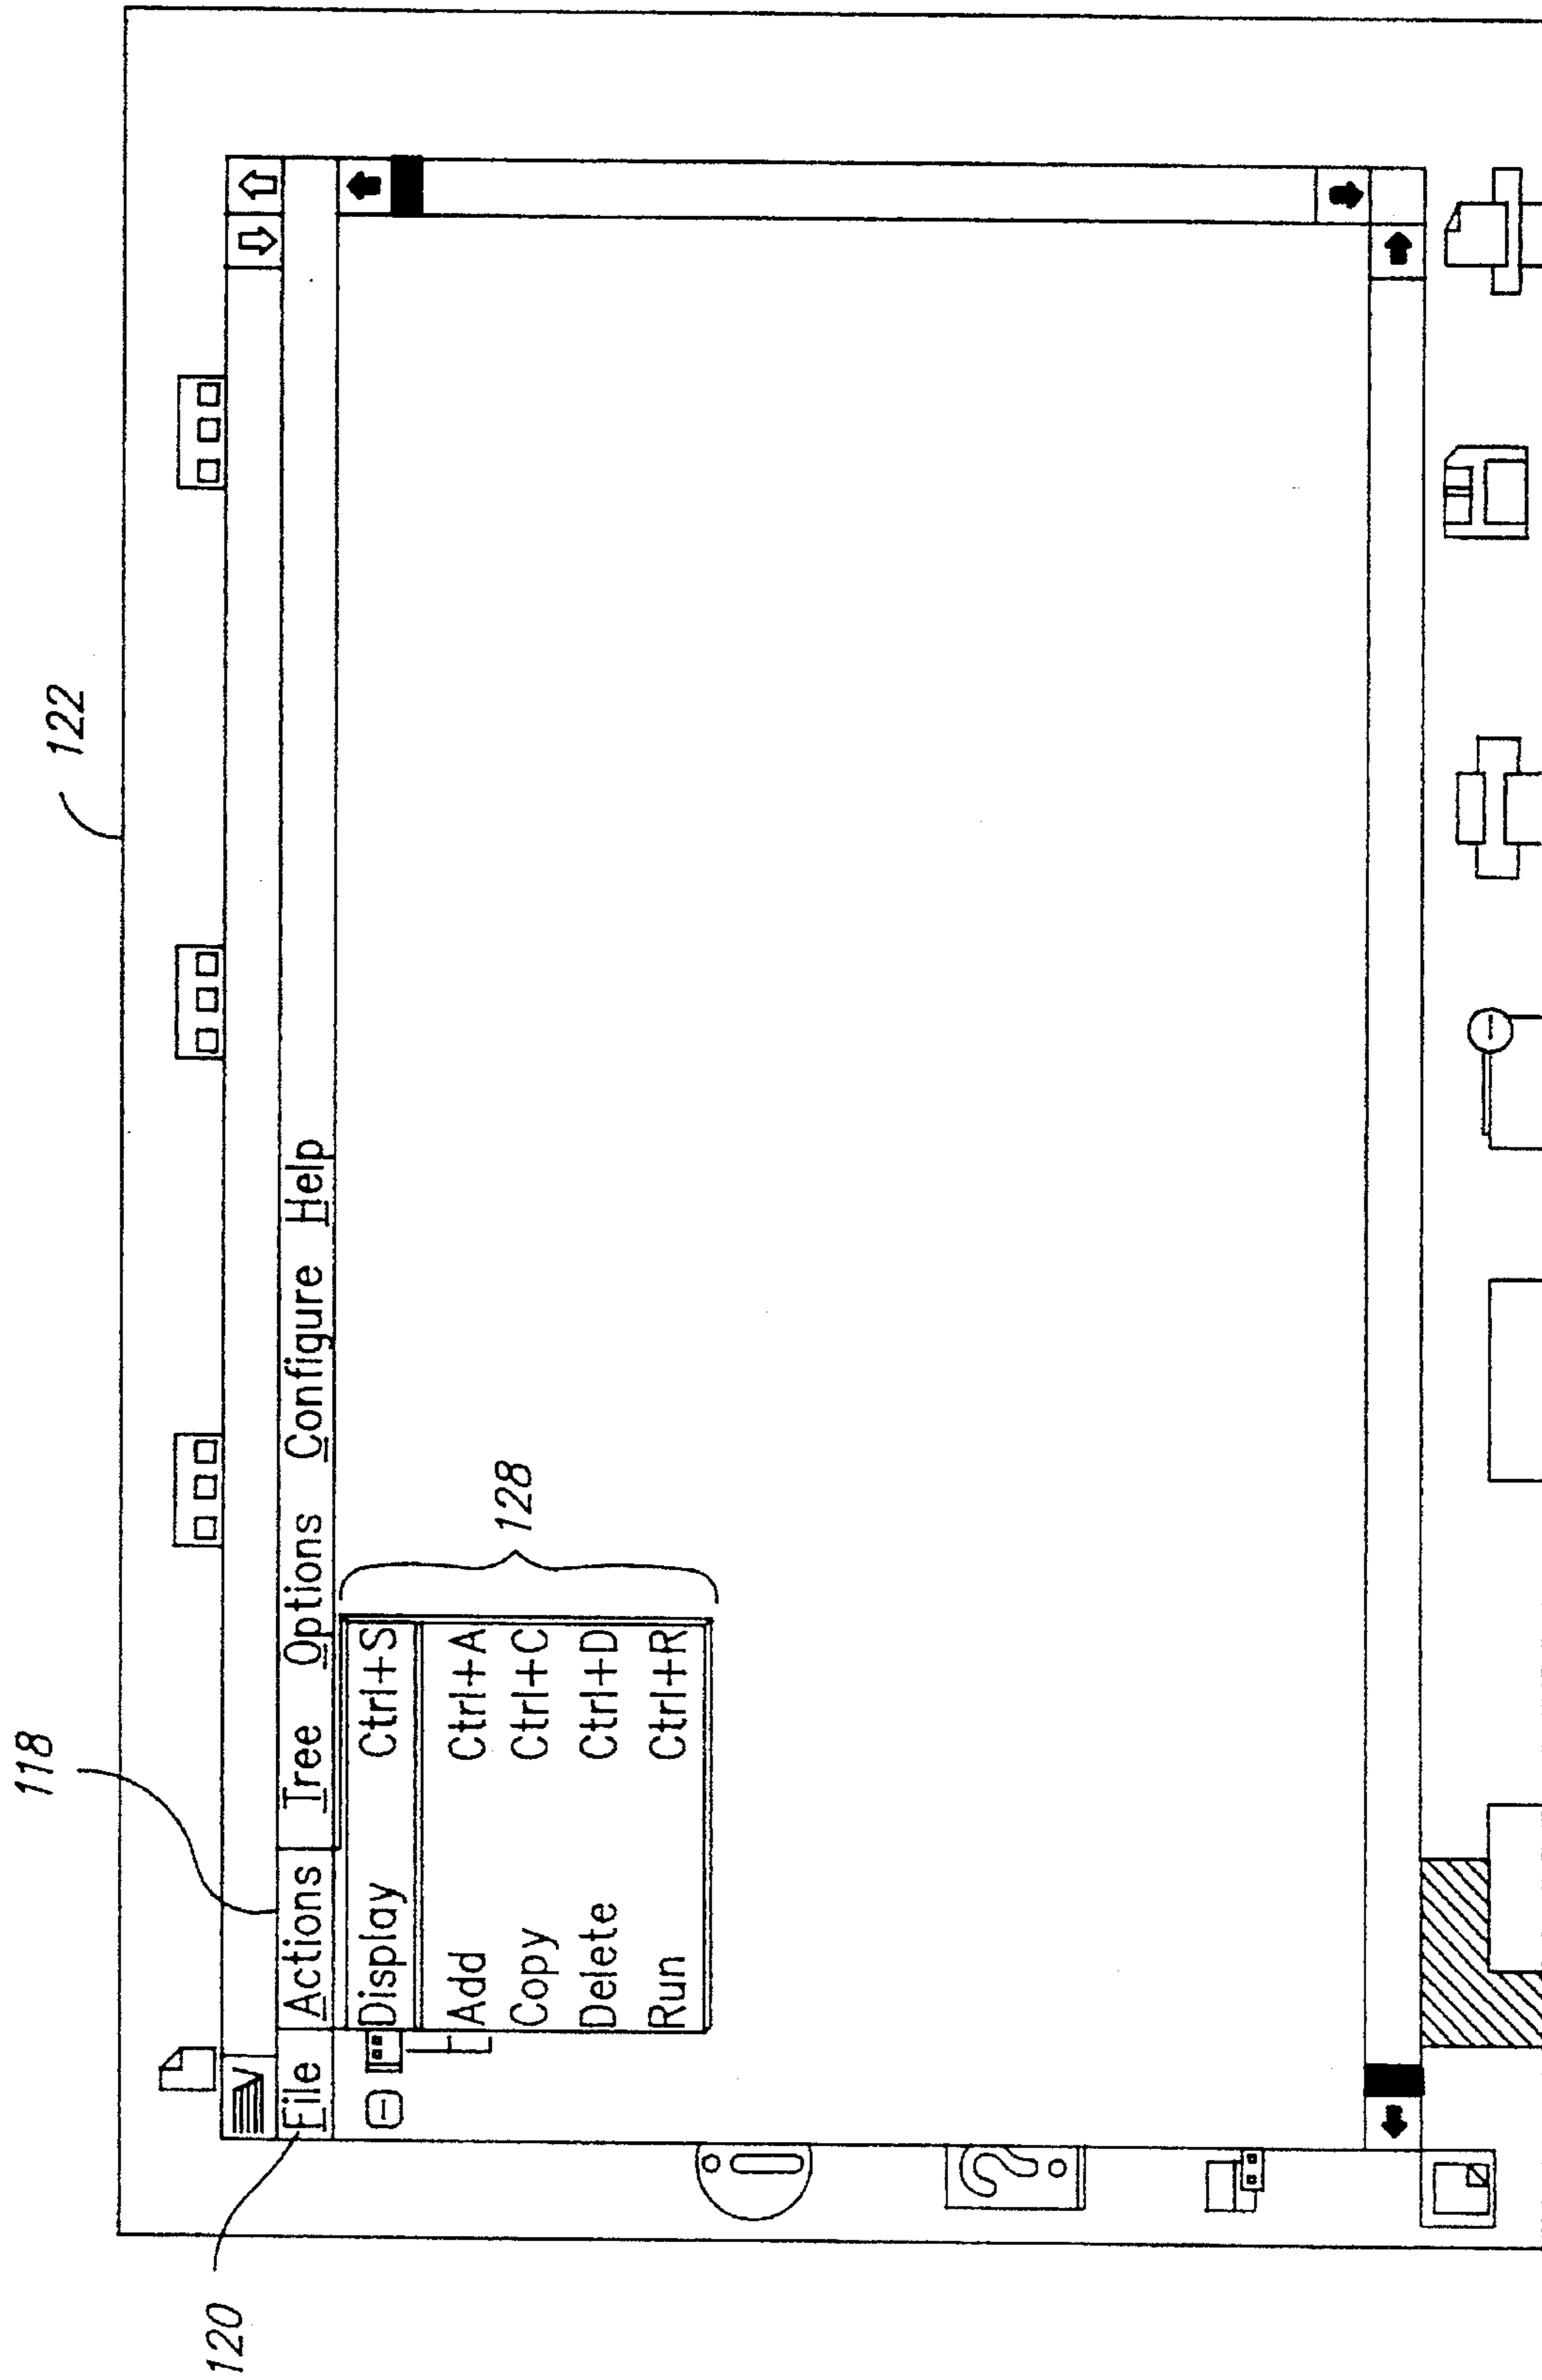 122
118
120
File Actions Tree Options Configure Help
Display Ctrl+S
Add Ctrl+A
Copy Ctrl+C
Delete Ctrl+D
Run Ctrl+R
128